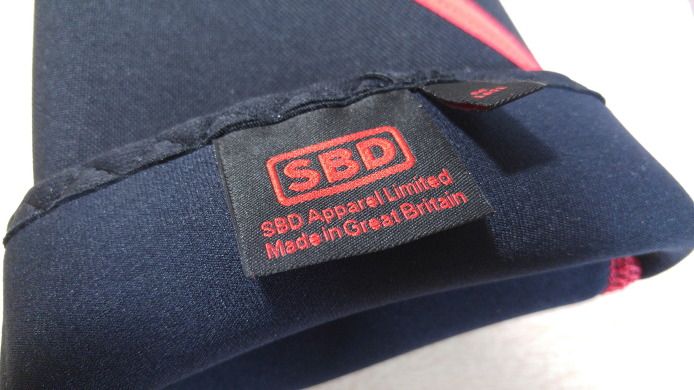 SBD
SBD Apparel Limited
Made in Great Britain